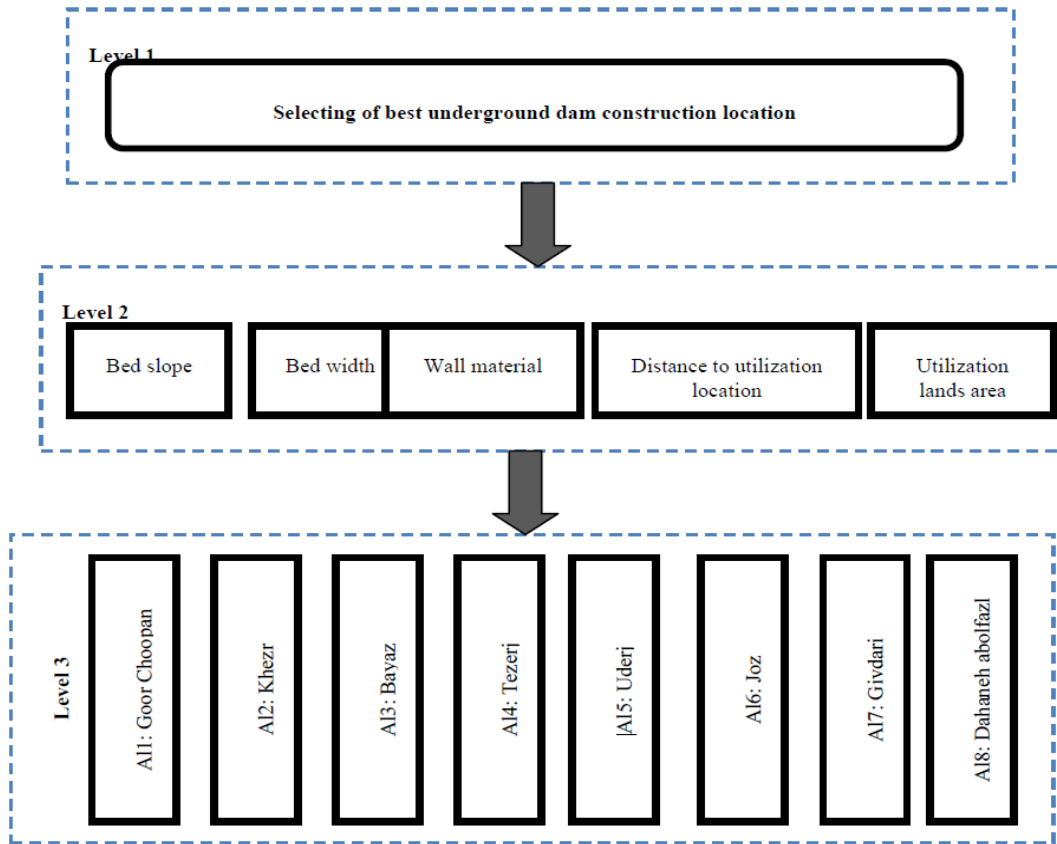 Level 1
Selecting of best underground dam construction location
Level 2
Bed slope
Bed width
Wall material
Distance to utilization
location
Utilization
lands area
Level 3
Al1: Goor Choopan
Al2: Khezr
Al3: Bayaz
Al4: Tezerj
|Al5: Uderj
Al6: Joz
Al7: Givdari
Al8: Dahaneh abolfazl